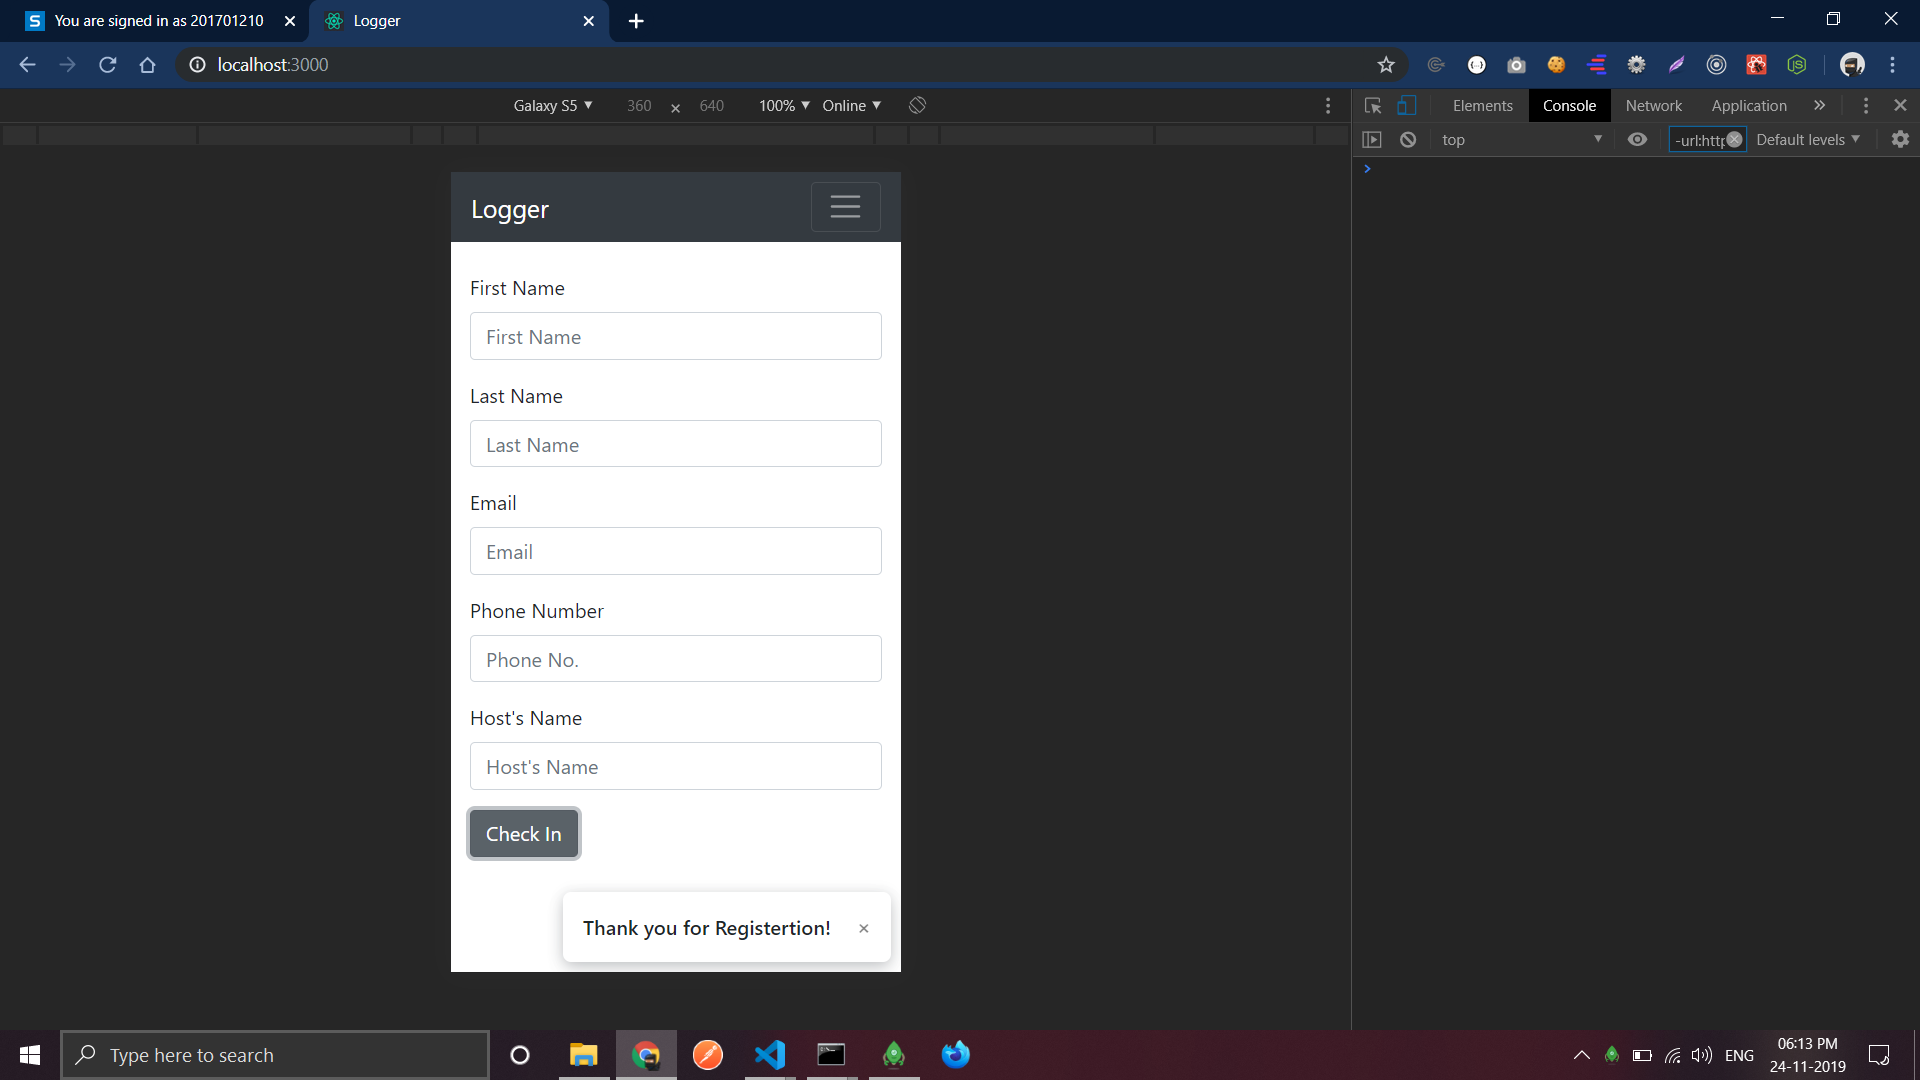 You are signed in as 201701210
Logger
localhost:3000
Galaxy S5 360 × 640 100% Online
Elements Console Network Application
top -url:http Default levels
Logger
First Name
First Name
Last Name
Last Name
Email
Email
Phone Number
Phone No.
Host's Name
Host's Name
Check In
Thank you for Registertion!
Type here to search
ENG
06:13 PM
24-11-2019